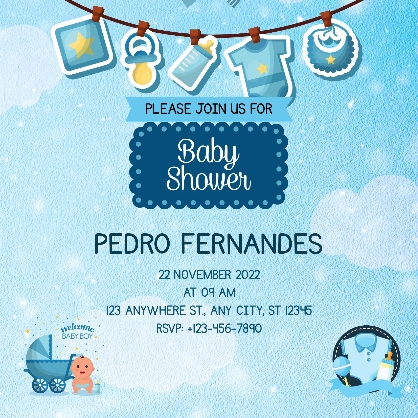 PLEASE JOIN US FOR
Baby
Shower
PEDRO FERNANDES
22 NOVEMBER 2022
AT 09 AM
123 ANYWHERE ST., ANY CITY, ST 12345
RSVP: +123-456-7890
welcome
BABY BOY